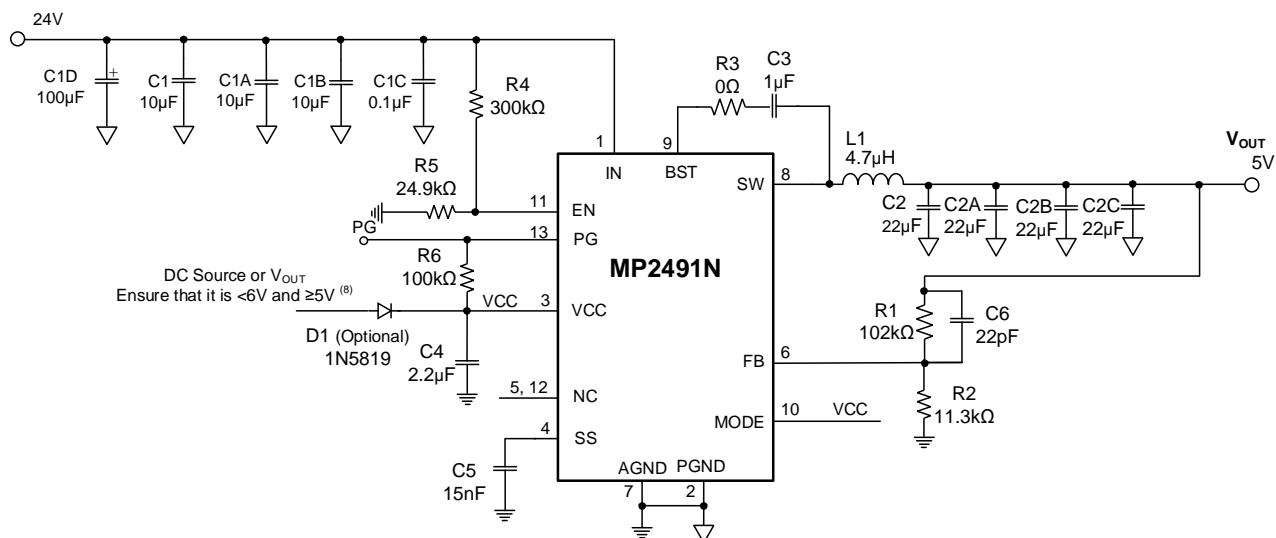 24V
C1D
100µF
+
C1
10µF
C1A
10µF
C1B
10µF
C1C
0.1µF
R4
300kΩ
R3
0Ω
C3
1µF
1
9
IN
BST
L1
4.7µH
V_OUT
5V
SW
8
R5
24.9kΩ
11
EN
C2
22µF
C2A
22µF
C2B
22µF
C2C
22µF
PG
13
PG
R6
100kΩ
MP2491N
DC Source or V_OUT
Ensure that it is <6V and ≥5V (8)
VCC
3
VCC
D1 (Optional)
1N5819
C4
2.2µF
R1
102kΩ
C6
22pF
FB
6
5, 12
NC
R2
11.3kΩ
MODE
10
VCC
4
SS
C5
15nF
AGND
PGND
7
2